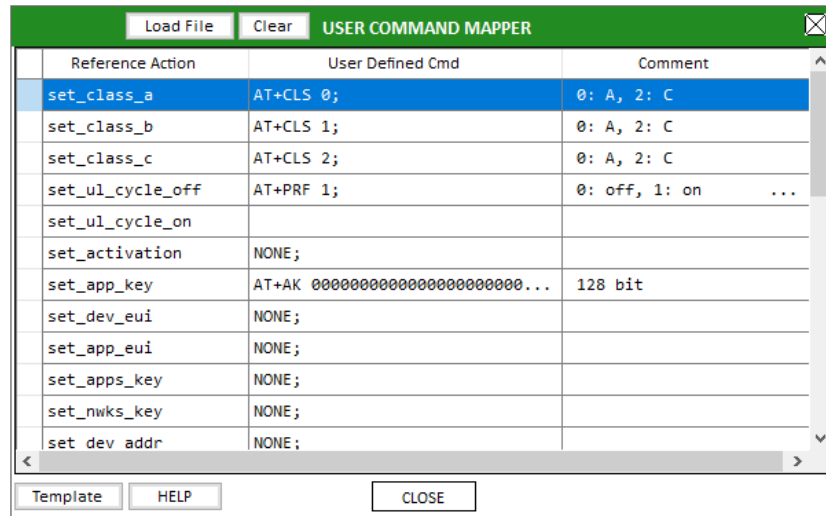 Load File Clear USER COMMAND MAPPER
Reference Action User Defined Cmd Comment
set_class_a AT+CLS 0; 0: A, 2: C
set_class_b AT+CLS 1; 0: A, 2: C
set_class_c AT+CLS 2; 0: A, 2: C
set_ul_cycle_off AT+PRF 1; 0: off, 1: on ...
set_ul_cycle_on
set_activation NONE;
set_app_key AT+AK 0000000000000000000000... 128 bit
set_dev_eui NONE;
set_app_eui NONE;
set_apps_key NONE;
set_nwks_key NONE;
set_dev_addr NONE;
Template HELP CLOSE